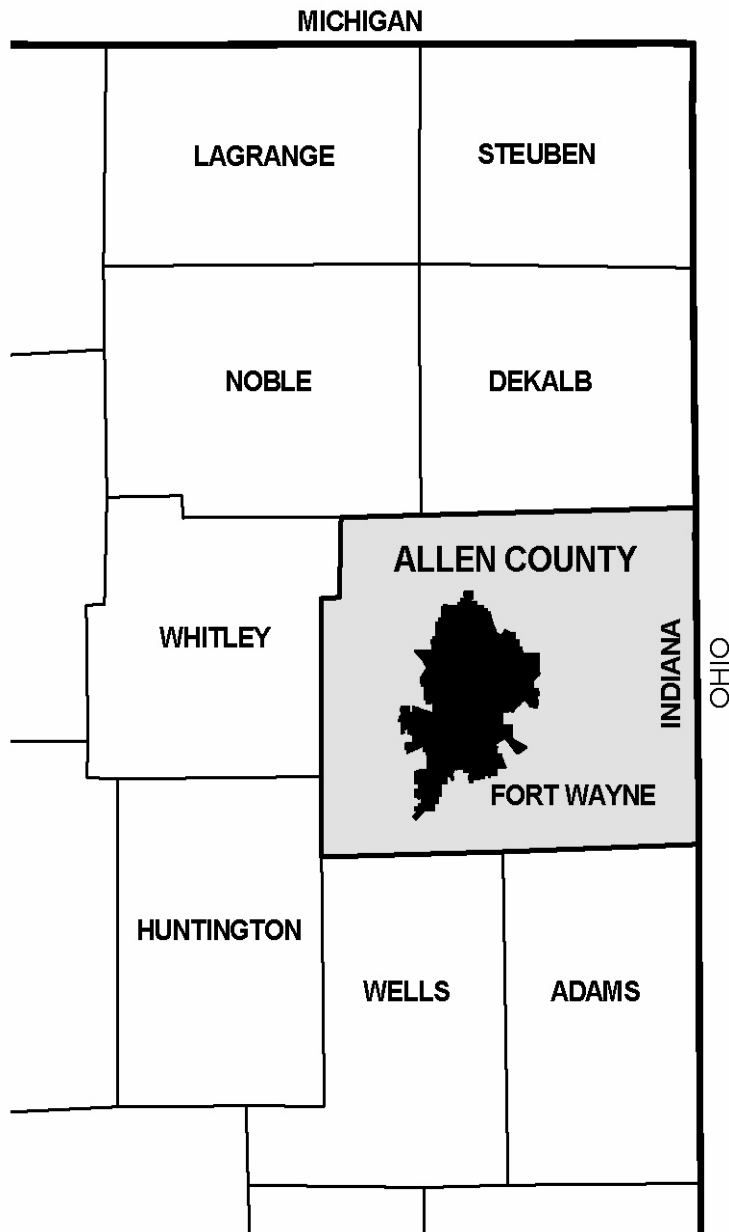 MICHIGAN
LAGRANGE
STEUBEN
NOBLE
DEKALB
ALLEN COUNTY
WHITLEY
INDIANA
OHIO
FORT WAYNE
HUNTINGTON
WELLS
ADAMS